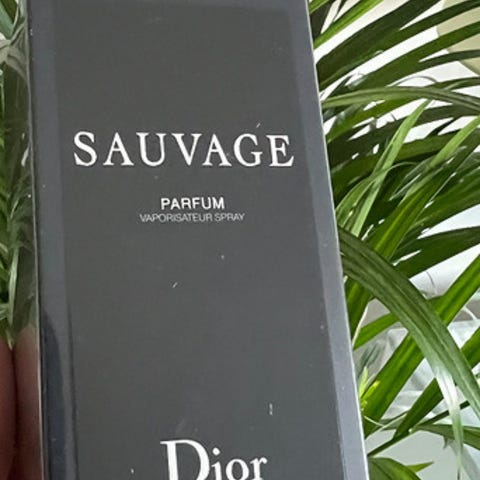 SAUVAGE
PARFUM
VAPORISATEUR SPRAY
Dior